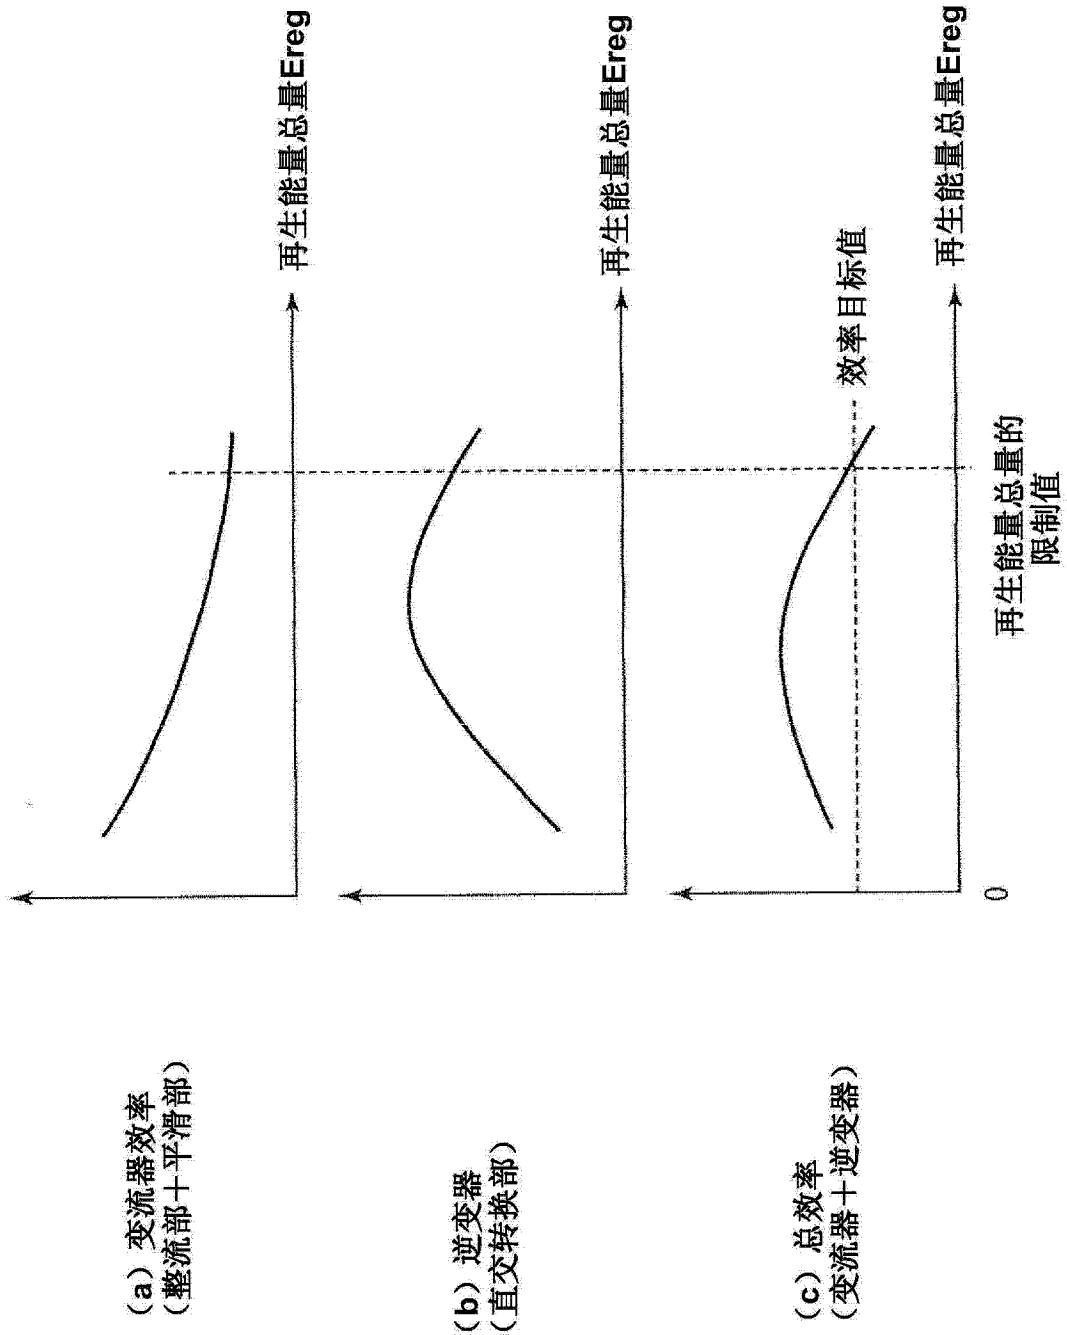 (a) 变流器效率
(整流部＋平滑部)
再生能量总量Ereg
(b) 逆变器
(直交转换部)
再生能量总量Ereg
(c) 总效率
(变流器＋逆变器)
效率目标值
再生能量总量Ereg
0
再生能量总量的
限制值